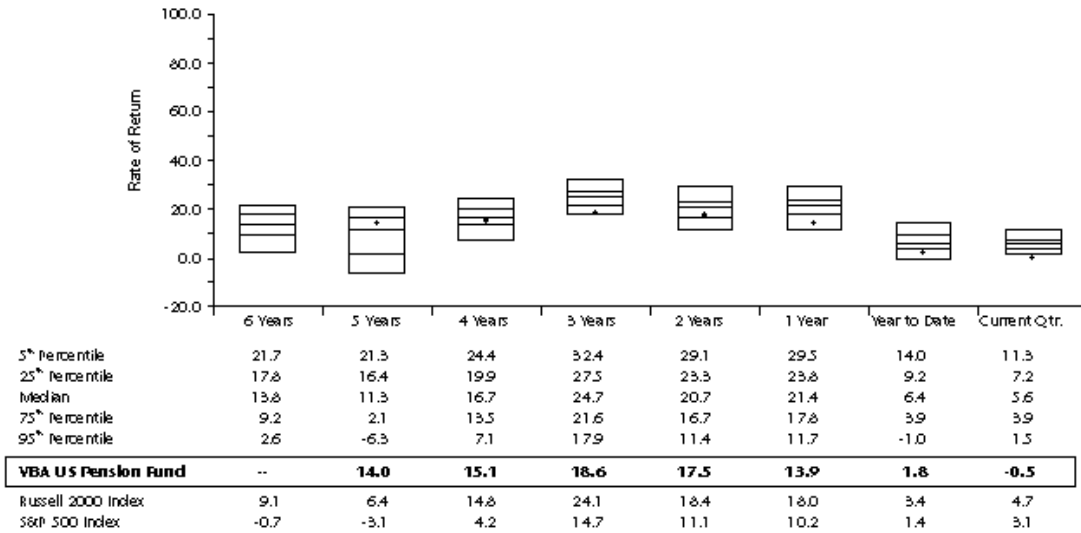 100.0
80.0
60.0
40.0
20.0
0.0
-20.0
Rate of Return
6 Years 5 Years 4 Years 3 Years 2 Years 1 Year Year to Date Current Qtr.
5th Percentile 21.7 21.3 24.4 32.4 29.1 29.5 14.0 11.3
25th Percentile 17.8 16.4 19.9 27.5 23.3 23.8 9.2 7.2
Median 13.8 11.3 16.7 24.7 20.7 21.4 6.4 5.6
75th Percentile 9.2 2.1 13.5 21.6 16.7 17.8 3.9 3.9
95th Percentile 2.6 -6.3 7.1 17.9 11.4 11.7 -1.0 1.5
VBA US Pension Fund -- 14.0 15.1 18.6 17.5 13.9 1.8 -0.5
Russell 2000 Index 9.1 6.4 14.8 24.1 18.4 18.0 3.4 4.7
S&P 500 Index -0.7 -3.1 4.2 14.7 11.1 10.2 1.4 3.1